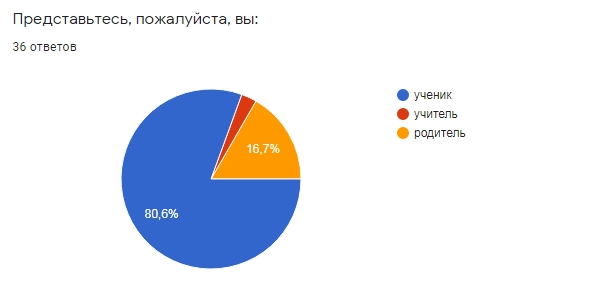 Представьтесь, пожалуйста, вы:
36 ответов
ученик
учитель
родитель
16,7%
80,6%